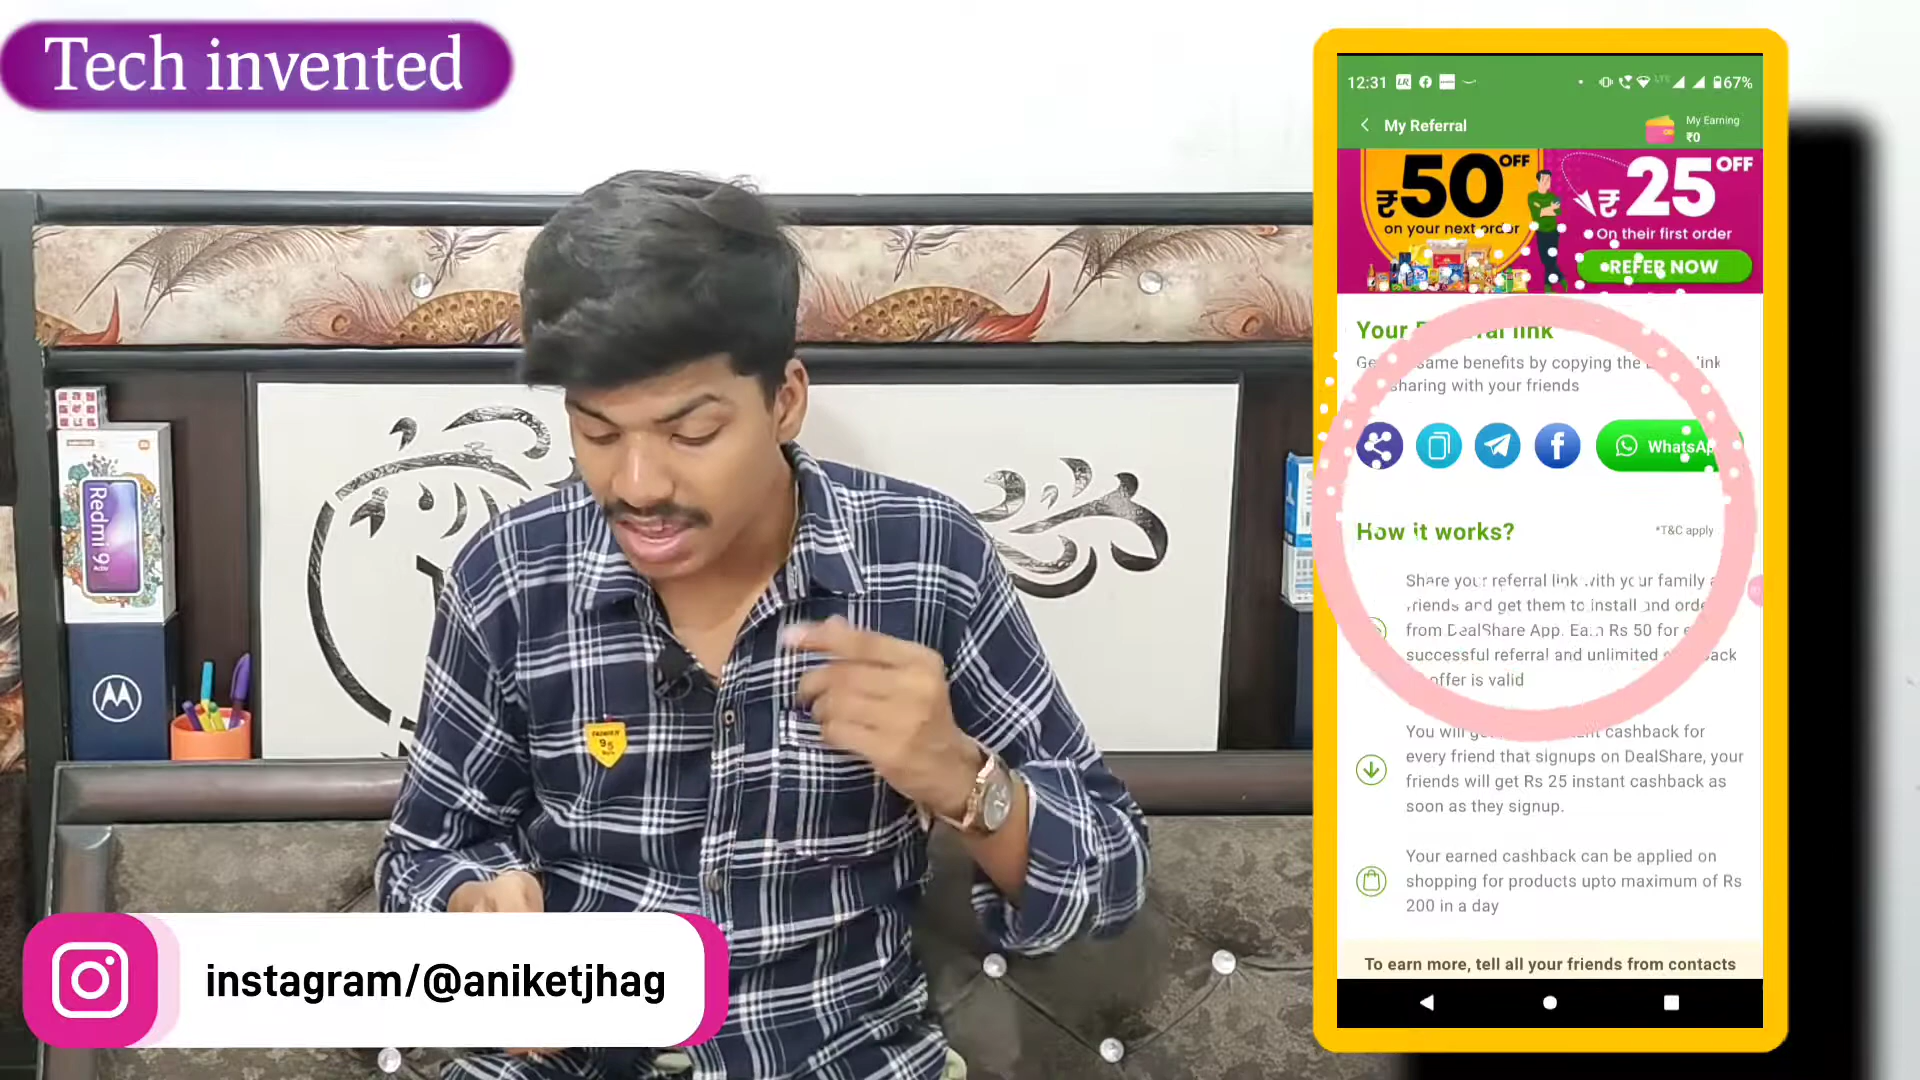 Tech invented
12:31
LTE
67%
My Referral
My Earning
₹0
₹50 OFF
on your next order
₹25 OFF
On their first order
REFER NOW
Your link
same benefits by copying the
sharing with your friends
WhatsApp
How it works?
*T&C apply
Share your referral link with your family
friends and get them to install and
from DealShare App. Earn Rs 50 for
successful referral and unlimited
offer is valid
You will cashback for
every friend that signups on DealShare, your
friends will get Rs 25 instant cashback as
soon as they signup.
Your earned cashback can be applied on
shopping for products upto maximum of Rs
200 in a day
To earn more, tell all your friends from contacts
Redmi 9
Activ
95
instagram/@aniketjhag